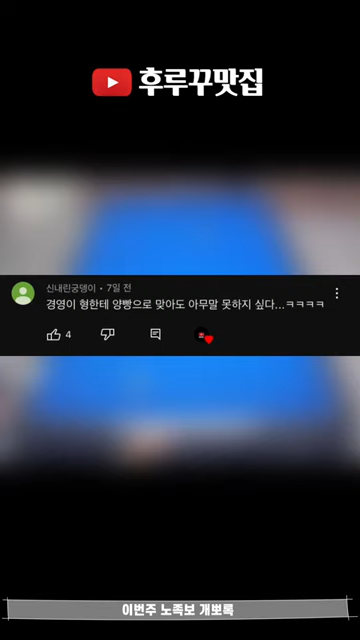 후루꾸맛집
신내린궁뎅이 • 7일 전
경영이 형한테 양빵으로 맞아도 아무말 못하지 싶다...ㅋㅋㅋㅋ
4
이번주 노족보 개뽀록